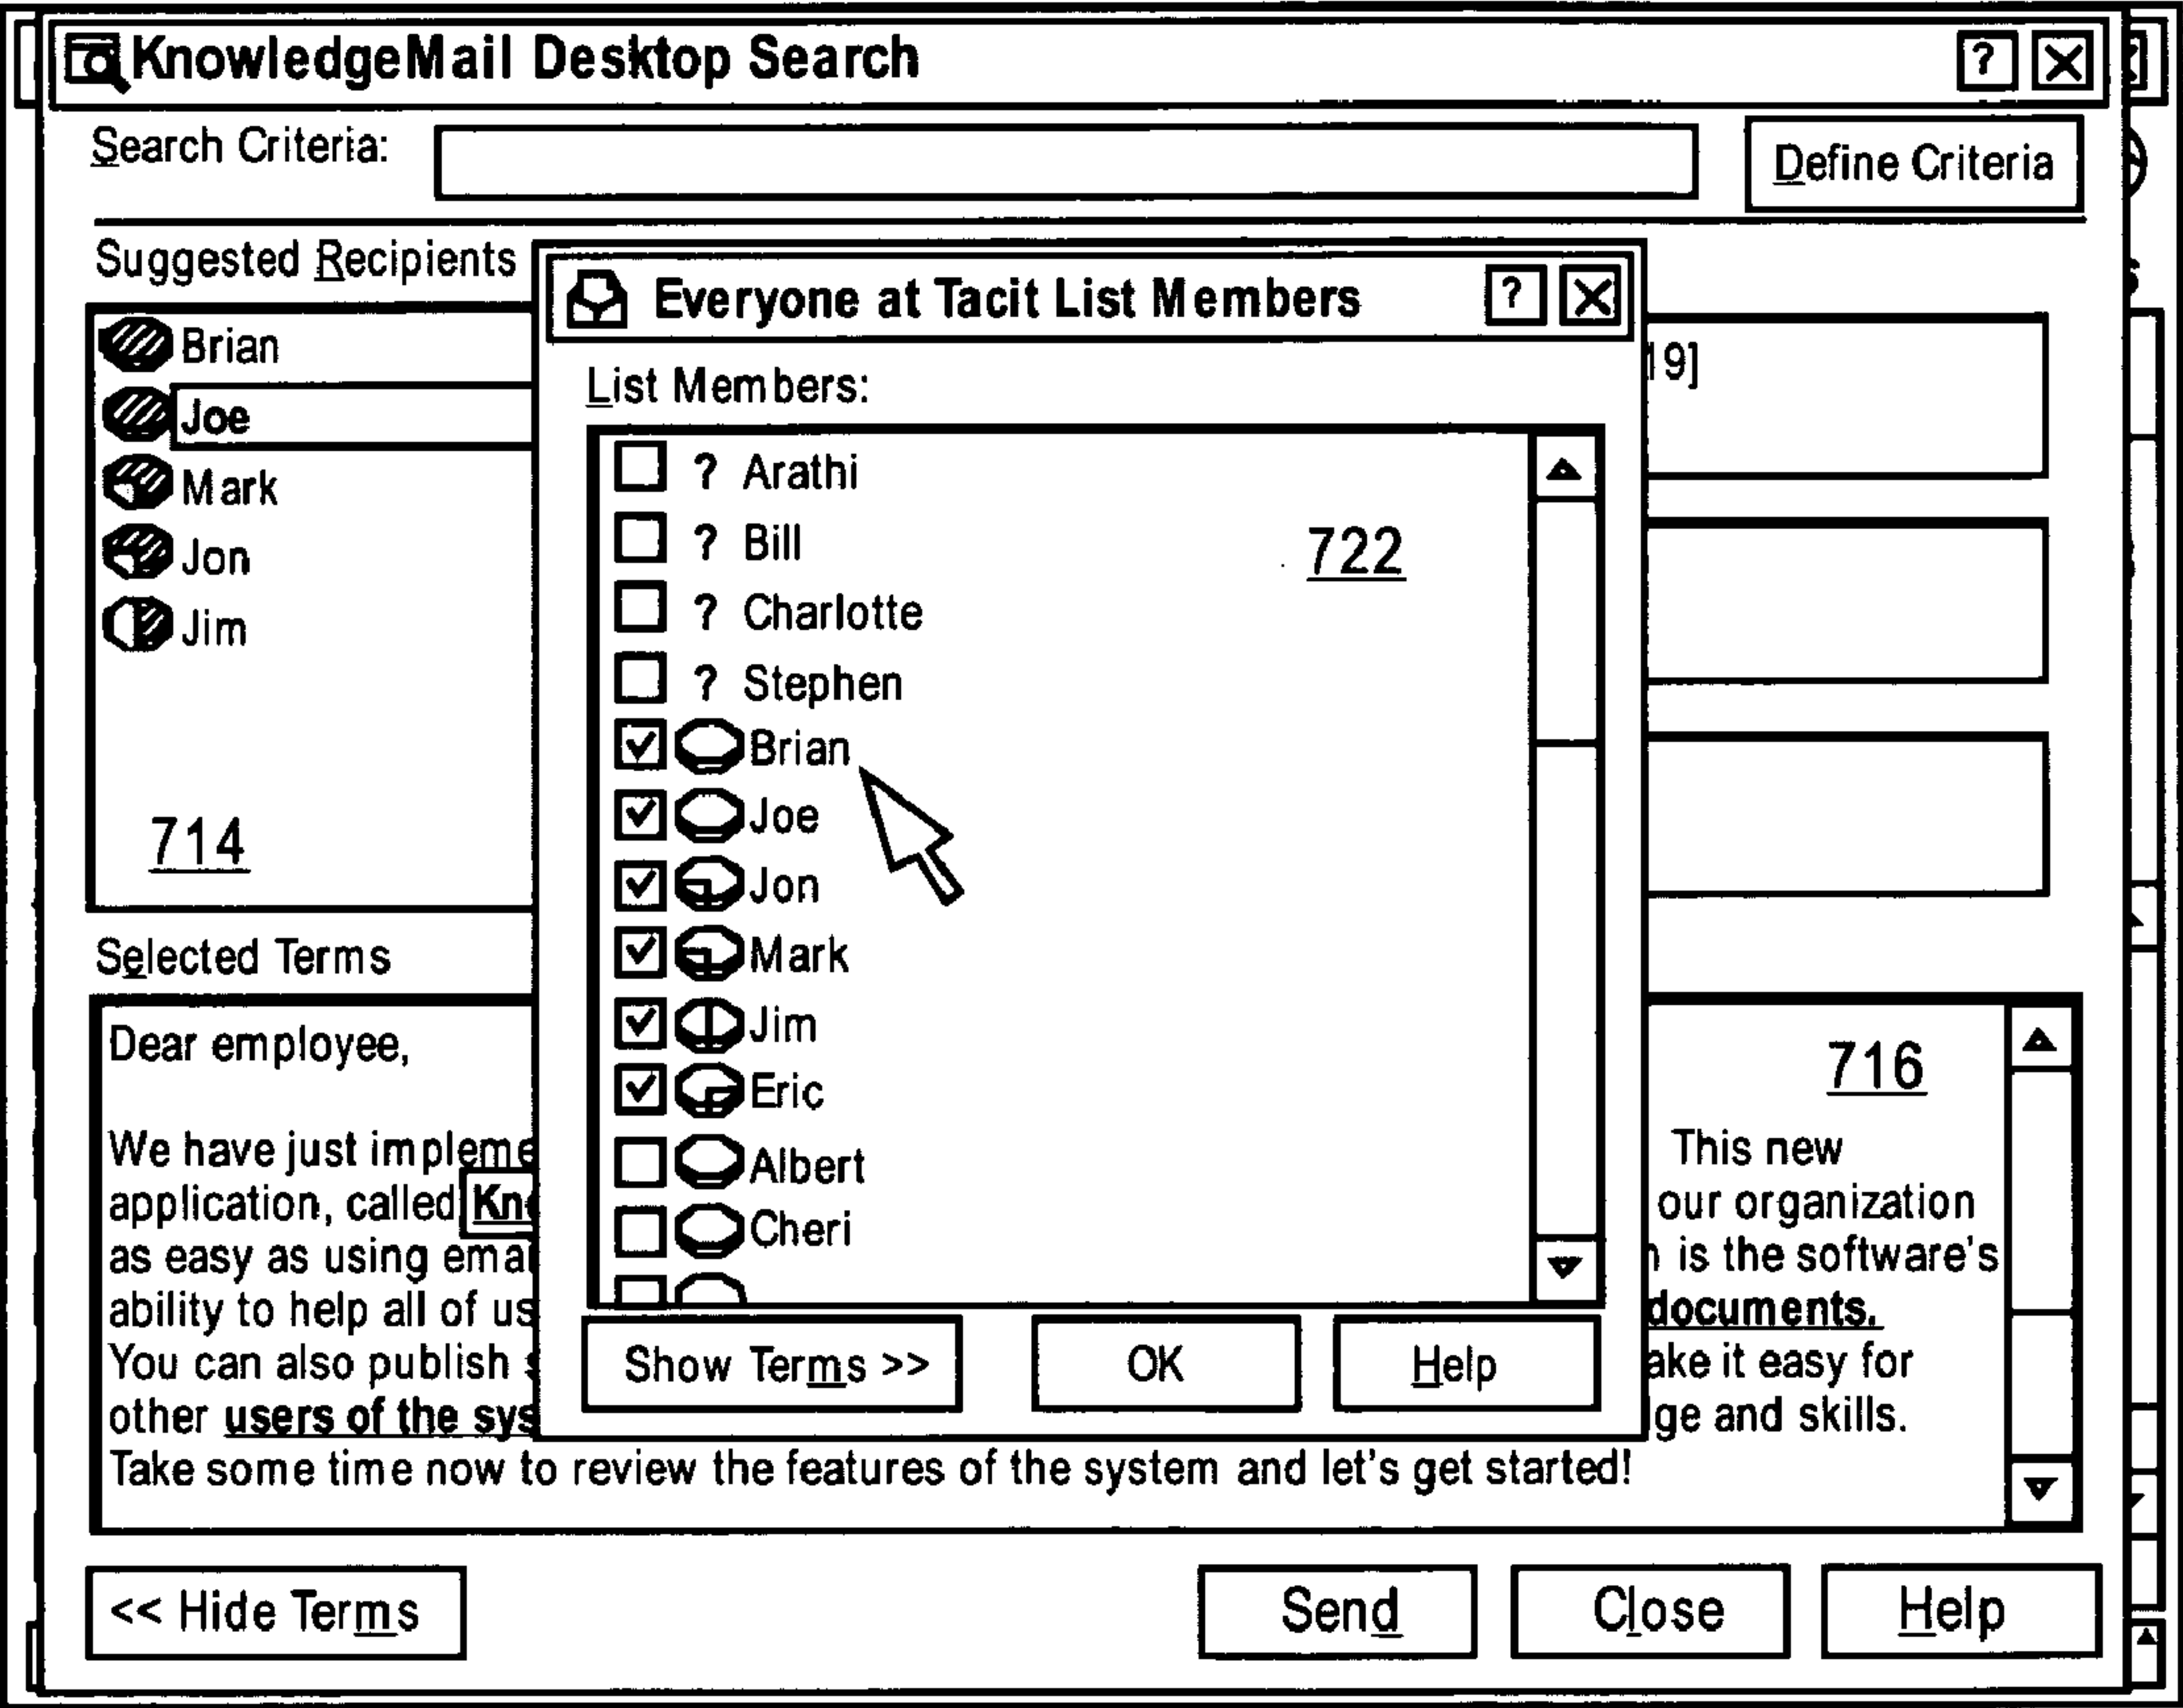 KnowledgeMail Desktop Search
?
Search Criteria:
Define Criteria
Suggested Recipients
Brian
Joe
Mark
Jon
Jim
714
Everyone at Tacit List Members
?
List Members:
? Arathi
? Bill
? Charlotte
? Stephen
Brian
Joe
Jon
Mark
Jim
Eric
Albert
Cheri
722
Show Terms >>
OK
Help
19]
Selected Terms
Dear employee,
716
We have just impleme This new
application, called Kn our organization
as easy as using emai is the software's
ability to help all of us documents.
You can also publish ake it easy for
other users of the sys ge and skills.
Take some time now to review the features of the system and let's get started!
<< Hide Terms
Send
Close
Help